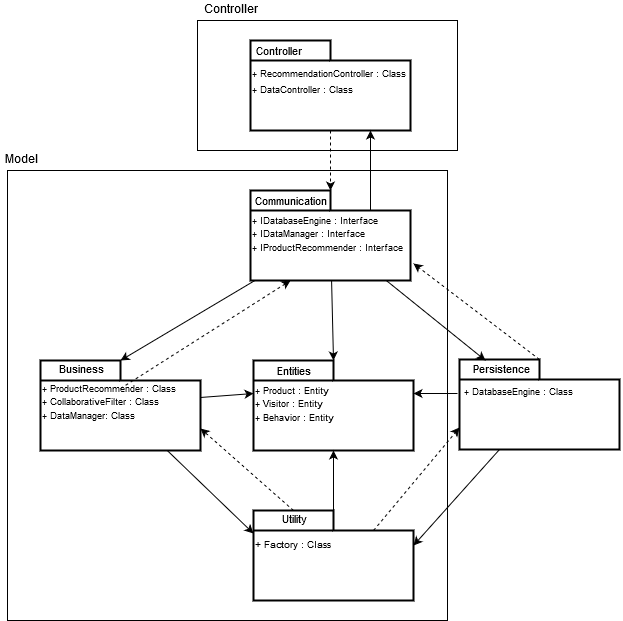 Controller
Controller
+ RecommendationController : Class
+ DataController : Class
Model
Communication
+ IDatabaseEngine : Interface
+ IDataManager : Interface
+ IProductRecommender : Interface
Business
+ ProductRecommender : Class
+ CollaborativeFilter : Class
+ DataManager: Class
Entities
+ Product : Entity
+ Visitor : Entity
+ Behavior : Entity
Persistence
+ DatabaseEngine : Class
Utility
+ Factory : Class